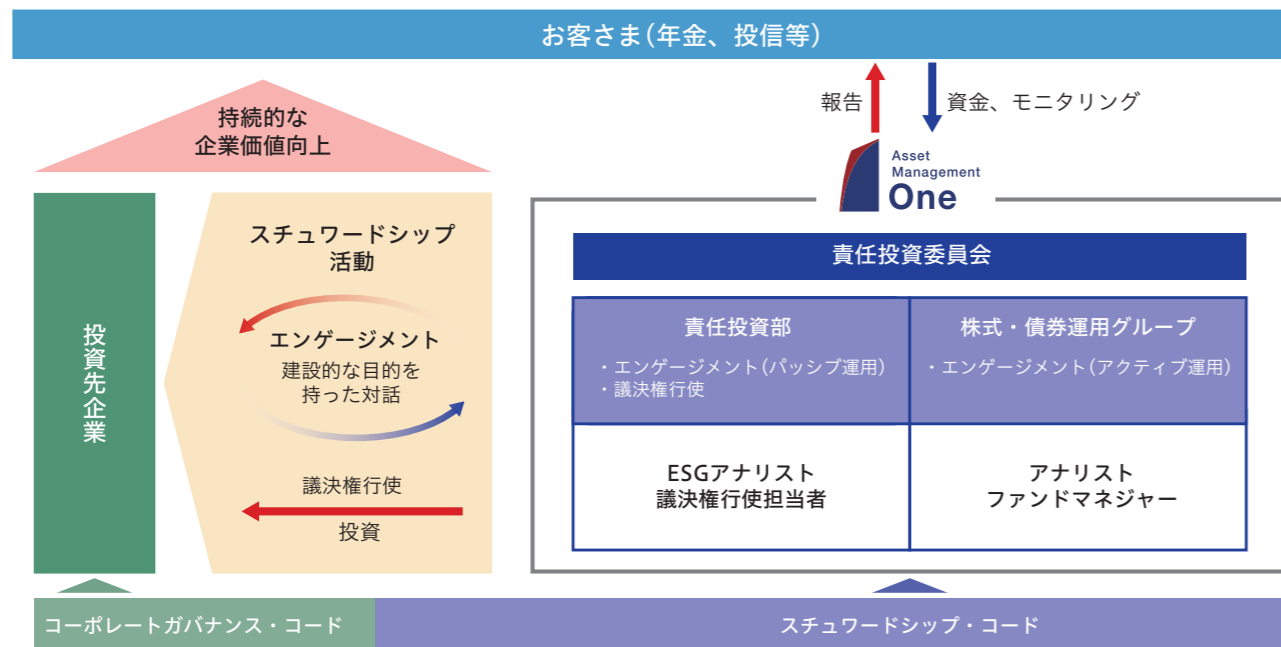 お客さま(年金、投信等)
持続的な
企業価値向上
報告
資金、モニタリング
Asset
Management
One
投資先企業
スチュワードシップ
活動
エンゲージメント
建設的な目的を
持った対話
議決権行使
投資
責任投資委員会
責任投資部
・エンゲージメント(パッシブ運用)
・議決権行使
株式・債券運用グループ
・エンゲージメント(アクティブ運用)
ESGアナリスト
議決権行使担当者
アナリスト
ファンドマネジャー
コーポレートガバナンス・コード
スチュワードシップ・コード